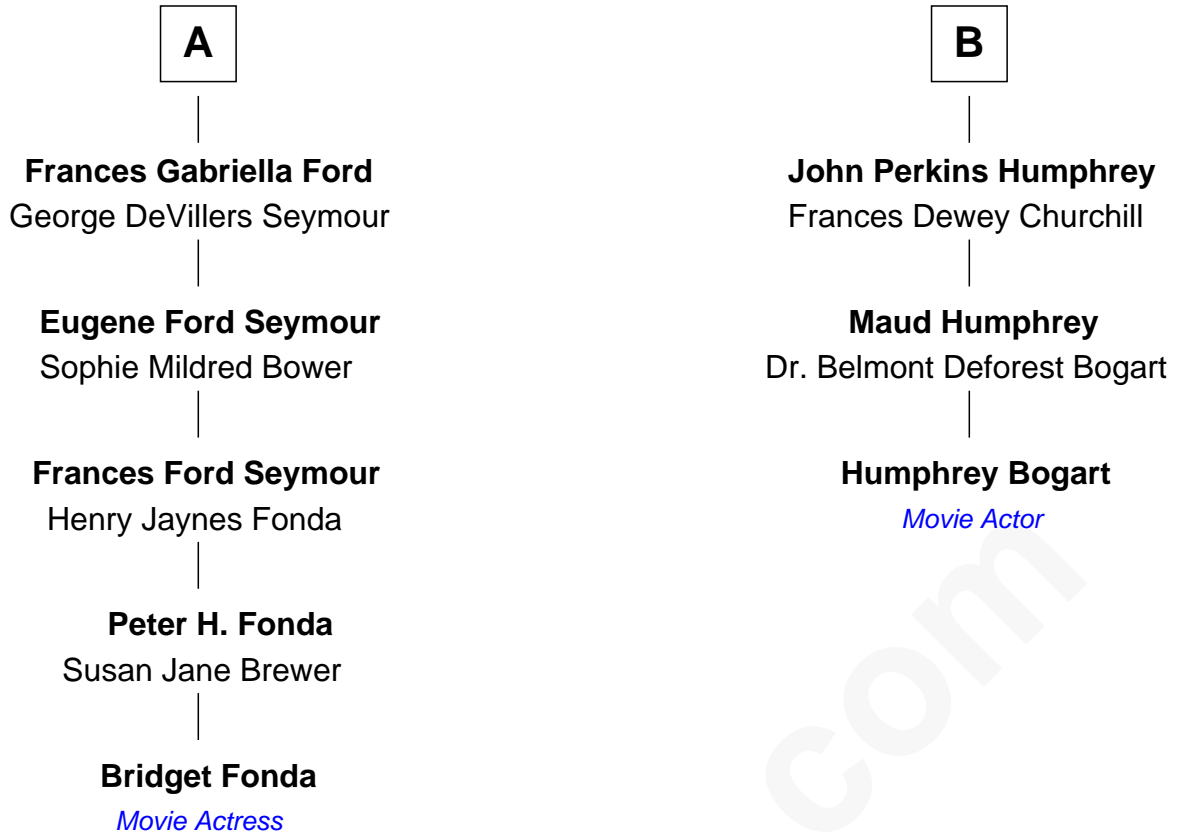 A
Frances Gabriella Ford
George DeVillers Seymour
Eugene Ford Seymour
Sophie Mildred Bower
Frances Ford Seymour
Henry Jaynes Fonda
Peter H. Fonda
Susan Jane Brewer
Bridget Fonda
Movie Actress
B
John Perkins Humphrey
Frances Dewey Churchill
Maud Humphrey
Dr. Belmont Deforest Bogart
Humphrey Bogart
Movie Actor
com